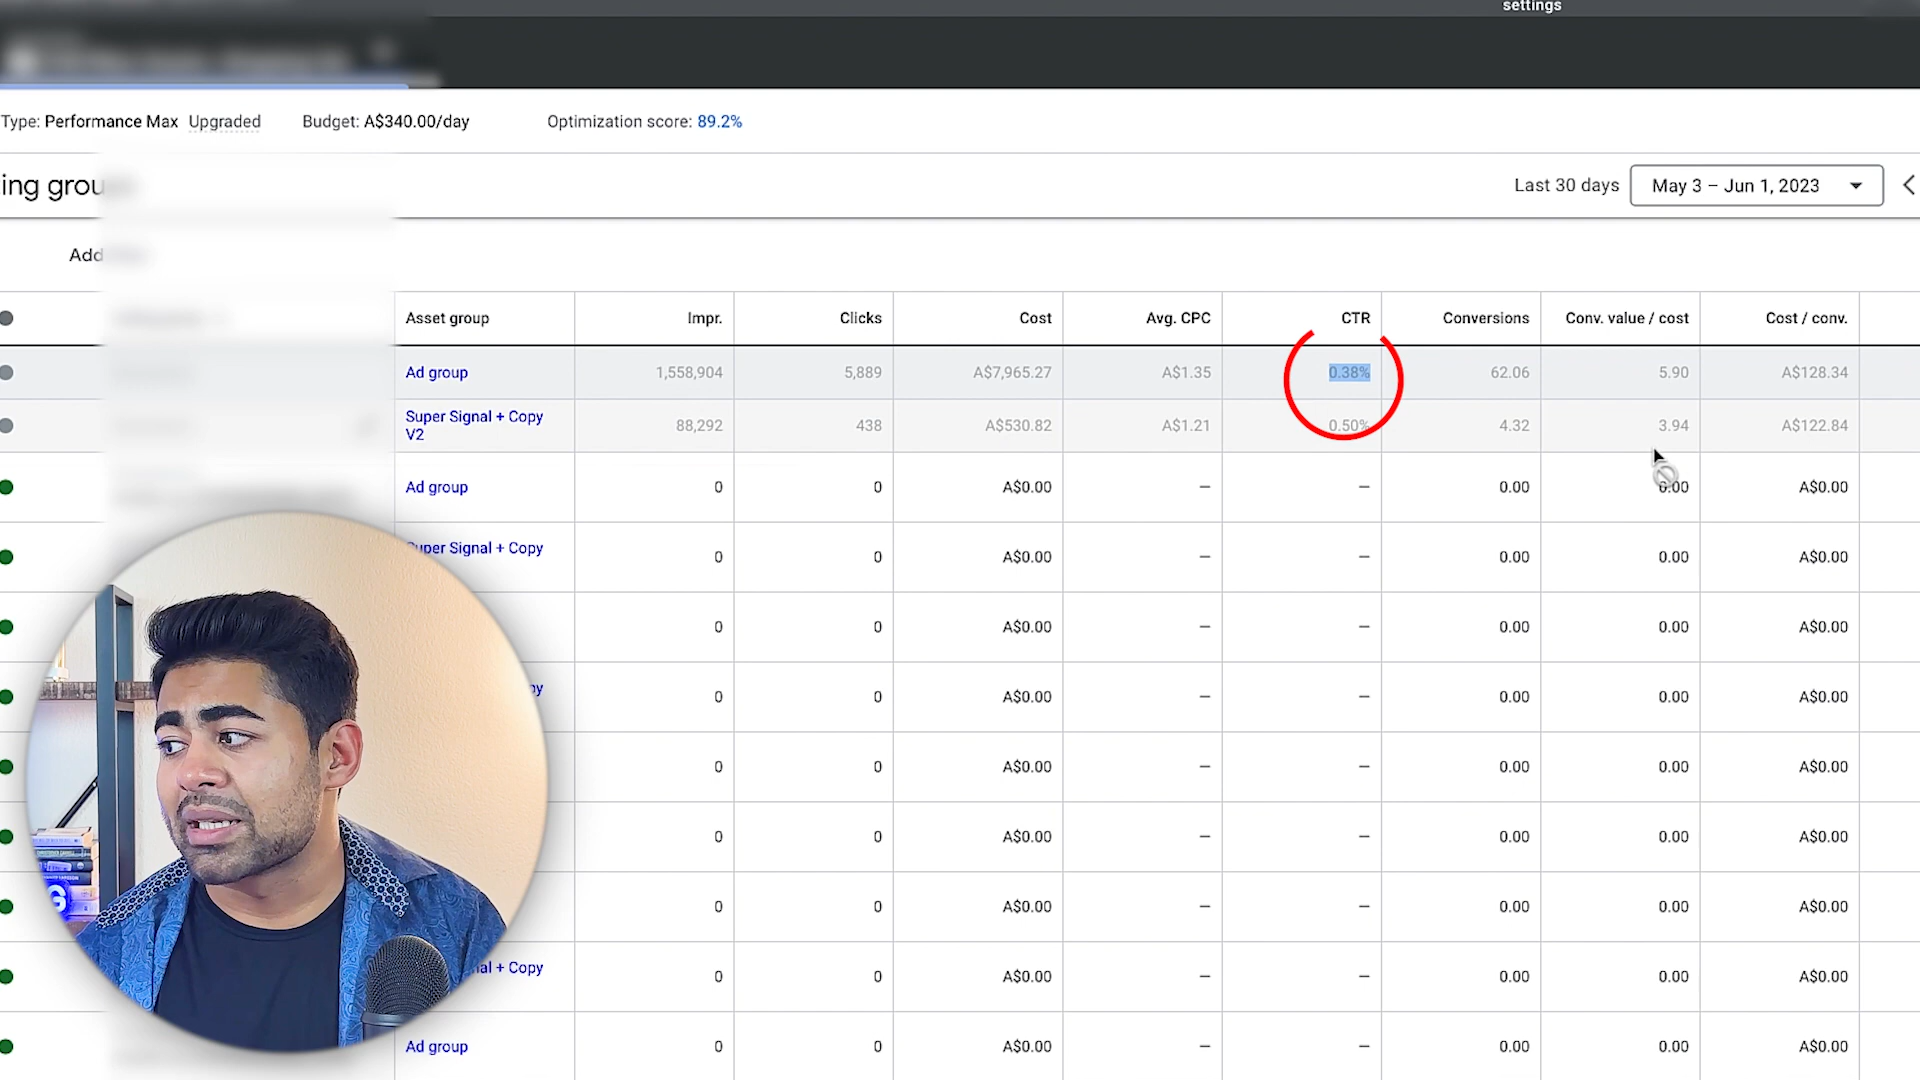 settings
Type: Performance Max Upgraded Budget: A$340.00/day Optimization score: 89.2%
ing grou
Last 30 days May 3 – Jun 1, 2023
Add
Asset group Impr. Clicks Cost Avg. CPC CTR Conversions Conv. value / cost Cost / conv.
Ad group 1,558,904 5,889 A$7,965.27 A$1.35 0.38% 62.06 5.90 A$128.34
Super Signal + Copy
V2 88,292 438 A$530.82 A$1.21 0.50% 4.32 3.94 A$122.84
Ad group 0 0 A$0.00 – – 0.00 0.00 A$0.00
Super Signal + Copy
0 0 A$0.00 – – 0.00 0.00 A$0.00
0 0 A$0.00 – – 0.00 0.00 A$0.00
py
0 0 A$0.00 – – 0.00 0.00 A$0.00
0 0 A$0.00 – – 0.00 0.00 A$0.00
0 0 A$0.00 – – 0.00 0.00 A$0.00
0 0 A$0.00 – – 0.00 0.00 A$0.00
nal + Copy
0 0 A$0.00 – – 0.00 0.00 A$0.00
Ad group 0 0 A$0.00 – – 0.00 0.00 A$0.00